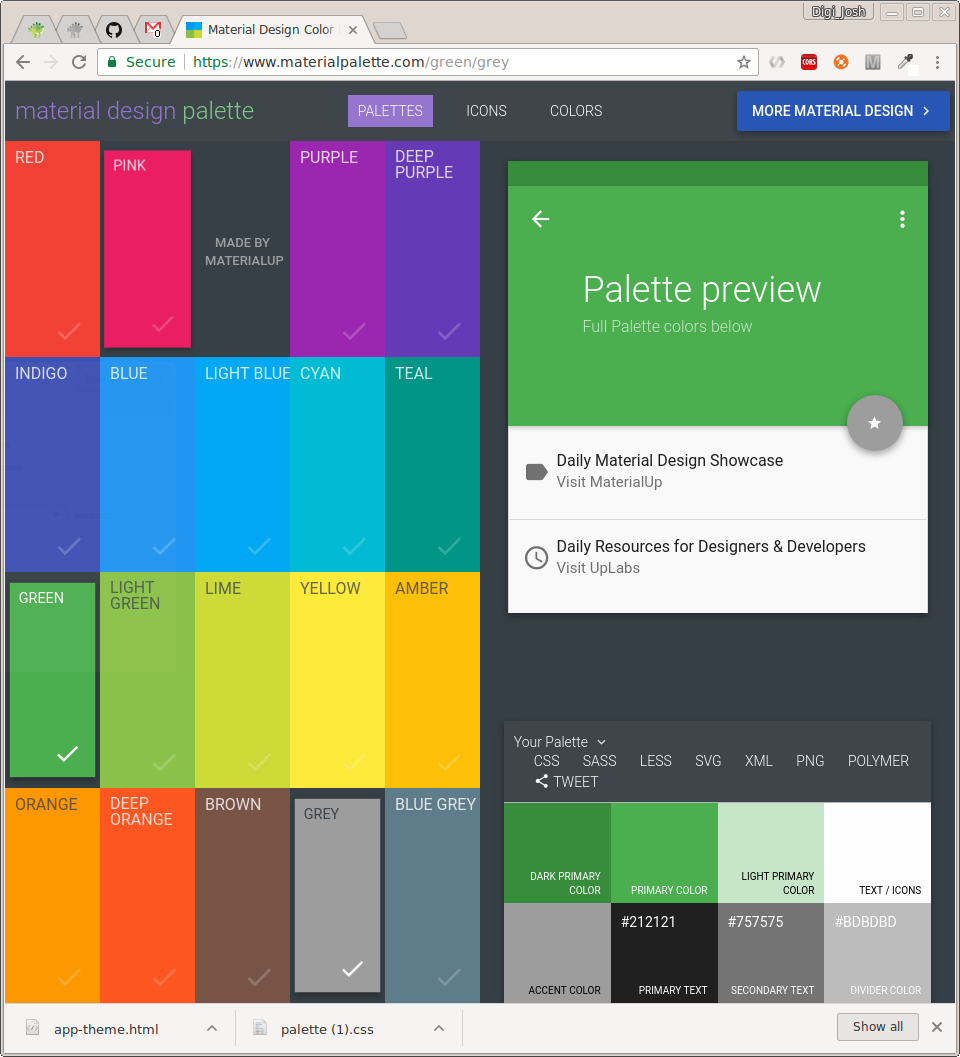 Digi_Josh
0
Material Design Color
Secure
https://www.materialpalette.com/green/grey
CORS
M
material design palette
PALETTES
ICONS
COLORS
MORE MATERIAL DESIGN
RED
PINK
MADE BY
MATERIALUP
PURPLE
DEEP
PURPLE
INDIGO
BLUE
LIGHT BLUE
CYAN
TEAL
GREEN
LIGHT
GREEN
LIME
YELLOW
AMBER
ORANGE
DEEP
ORANGE
BROWN
GREY
BLUE GREY
Palette preview
Full Palette colors below
Daily Material Design Showcase
Visit MaterialUp
Daily Resources for Designers & Developers
Visit UpLabs
Your Palette
CSS SASS LESS SVG XML PNG POLYMER
TWEET
DARK PRIMARY
COLOR
PRIMARY COLOR
LIGHT PRIMARY
COLOR
TEXT / ICONS
ACCENT COLOR
#212121
PRIMARY TEXT
#757575
SECONDARY TEXT
#BDBDBD
DIVIDER COLOR
app-theme.html
palette (1).css
Show all